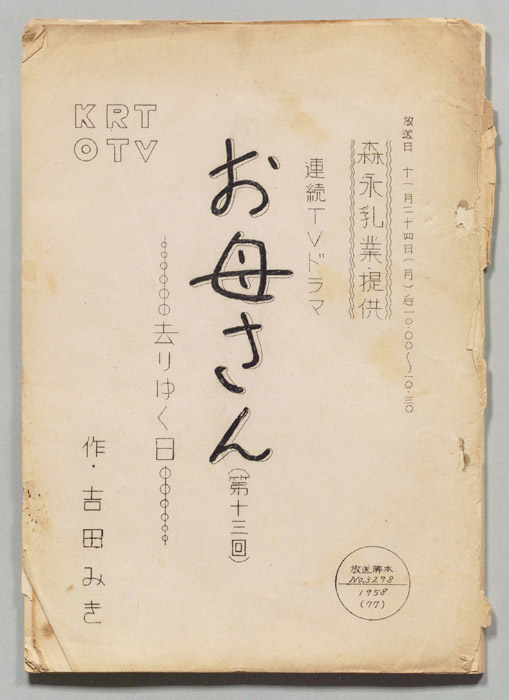 放送日 十一月二十四日(月)后一〇・〇〇~一〇・三〇
森永乳業・提供
連続TVドラマ
お母さん
(第十三回)
去りゆく日
作・吉田みき
KRT
OTV
放送脚本
No.3298
1958
(77)